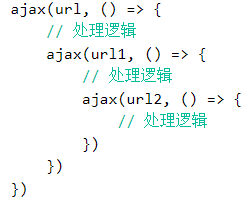 ajax(url, () => {
    // 处理逻辑
    ajax(url1, () => {
        // 处理逻辑
        ajax(url2, () => {
            // 处理逻辑
        })
    })
})